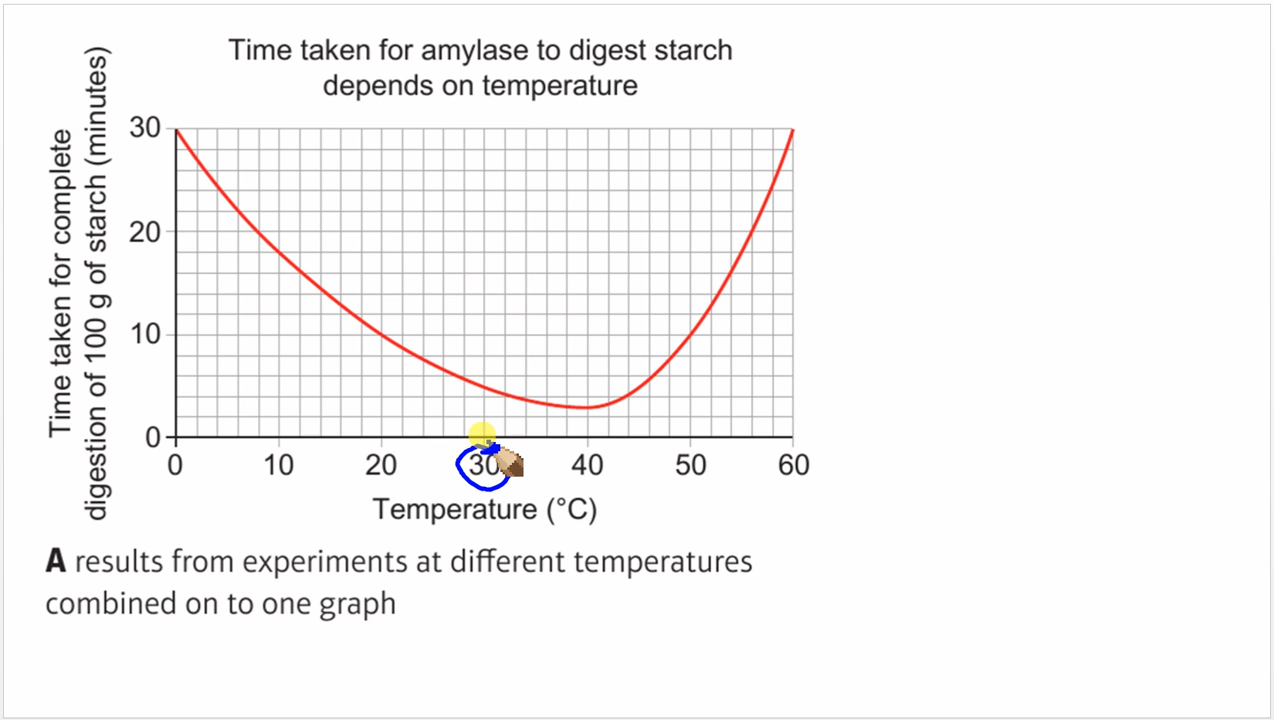 Time taken for amylase to digest starch
depends on temperature
Time taken for complete
digestion of 100 g of starch (minutes)
30
20
10
0
0 10 20 30 40 50 60
Temperature (°C)
A results from experiments at different temperatures
combined on to one graph